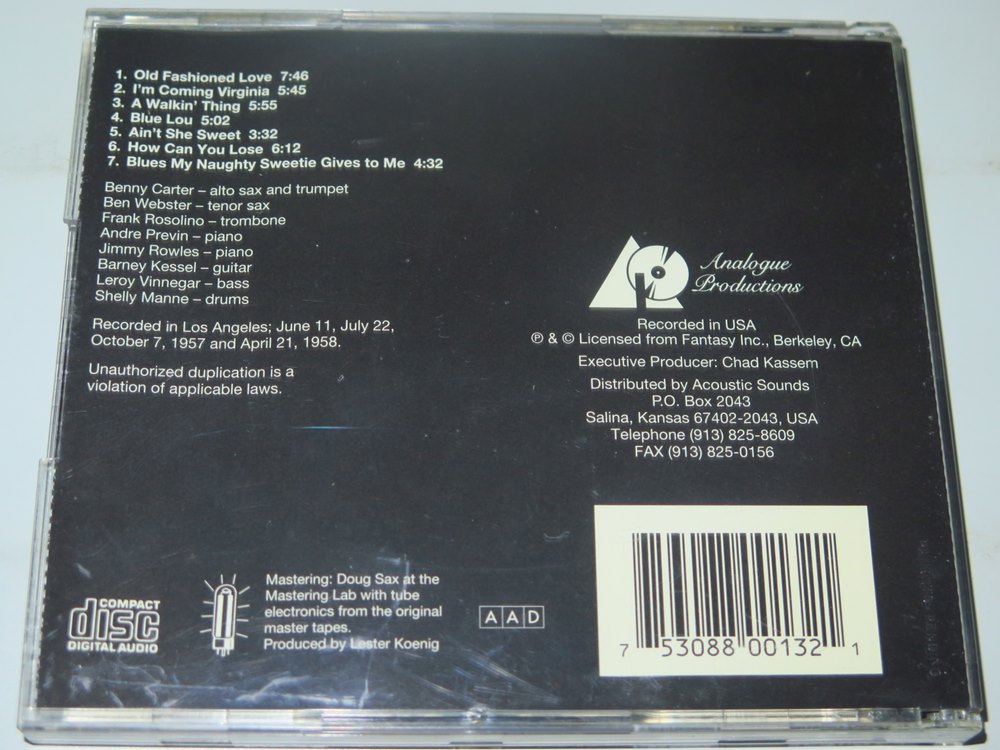 1. Old Fashioned Love 7:46
2. I'm Coming Virginia 5:45
3. A Walkin' Thing 5:55
4. Blue Lou 5:02
5. Ain't She Sweet 3:32
6. How Can You Lose 6:12
7. Blues My Naughty Sweetie Gives to Me 4:32
Benny Carter – alto sax and trumpet
Ben Webster – tenor sax
Frank Rosolino – trombone
Andre Previn – piano
Jimmy Rowles – piano
Barney Kessel – guitar
Leroy Vinnegar – bass
Shelly Manne – drums
Recorded in Los Angeles; June 11, July 22,
October 7, 1957 and April 21, 1958.
Unauthorized duplication is a
violation of applicable laws.
Analogue
Productions
Recorded in USA
℗ & © Licensed from Fantasy Inc., Berkeley, CA
Executive Producer: Chad Kassem
Distributed by Acoustic Sounds
P.O. Box 2043
Salina, Kansas 67402-2043, USA
Telephone (913) 825-8609
FAX (913) 825-0156
COMPACT
disc
DIGITAL AUDIO
Mastering: Doug Sax at the
Mastering Lab with tube
electronics from the original
master tapes.
Produced by Lester Koenig
AAD
7 53088 00132 1